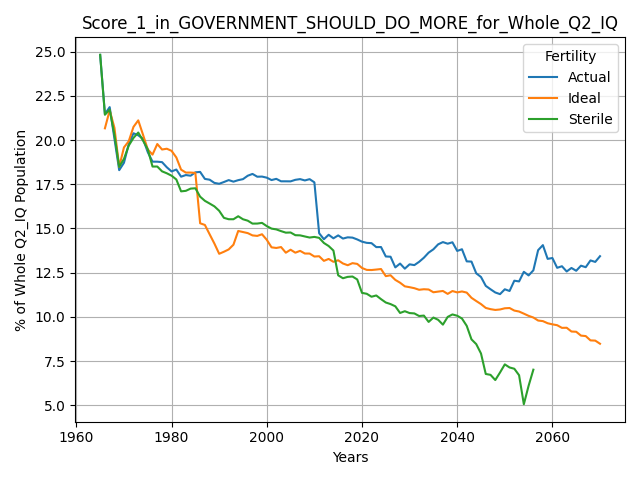 Score_1_in_GOVERNMENT_SHOULD_DO_MORE_for_Whole_Q2_IQ
Fertility
Actual
Ideal
Sterile
% of Whole Q2_IQ Population
25.0
22.5
20.0
17.5
15.0
12.5
10.0
7.5
5.0
1960 1980 2000 2020 2040 2060
Years